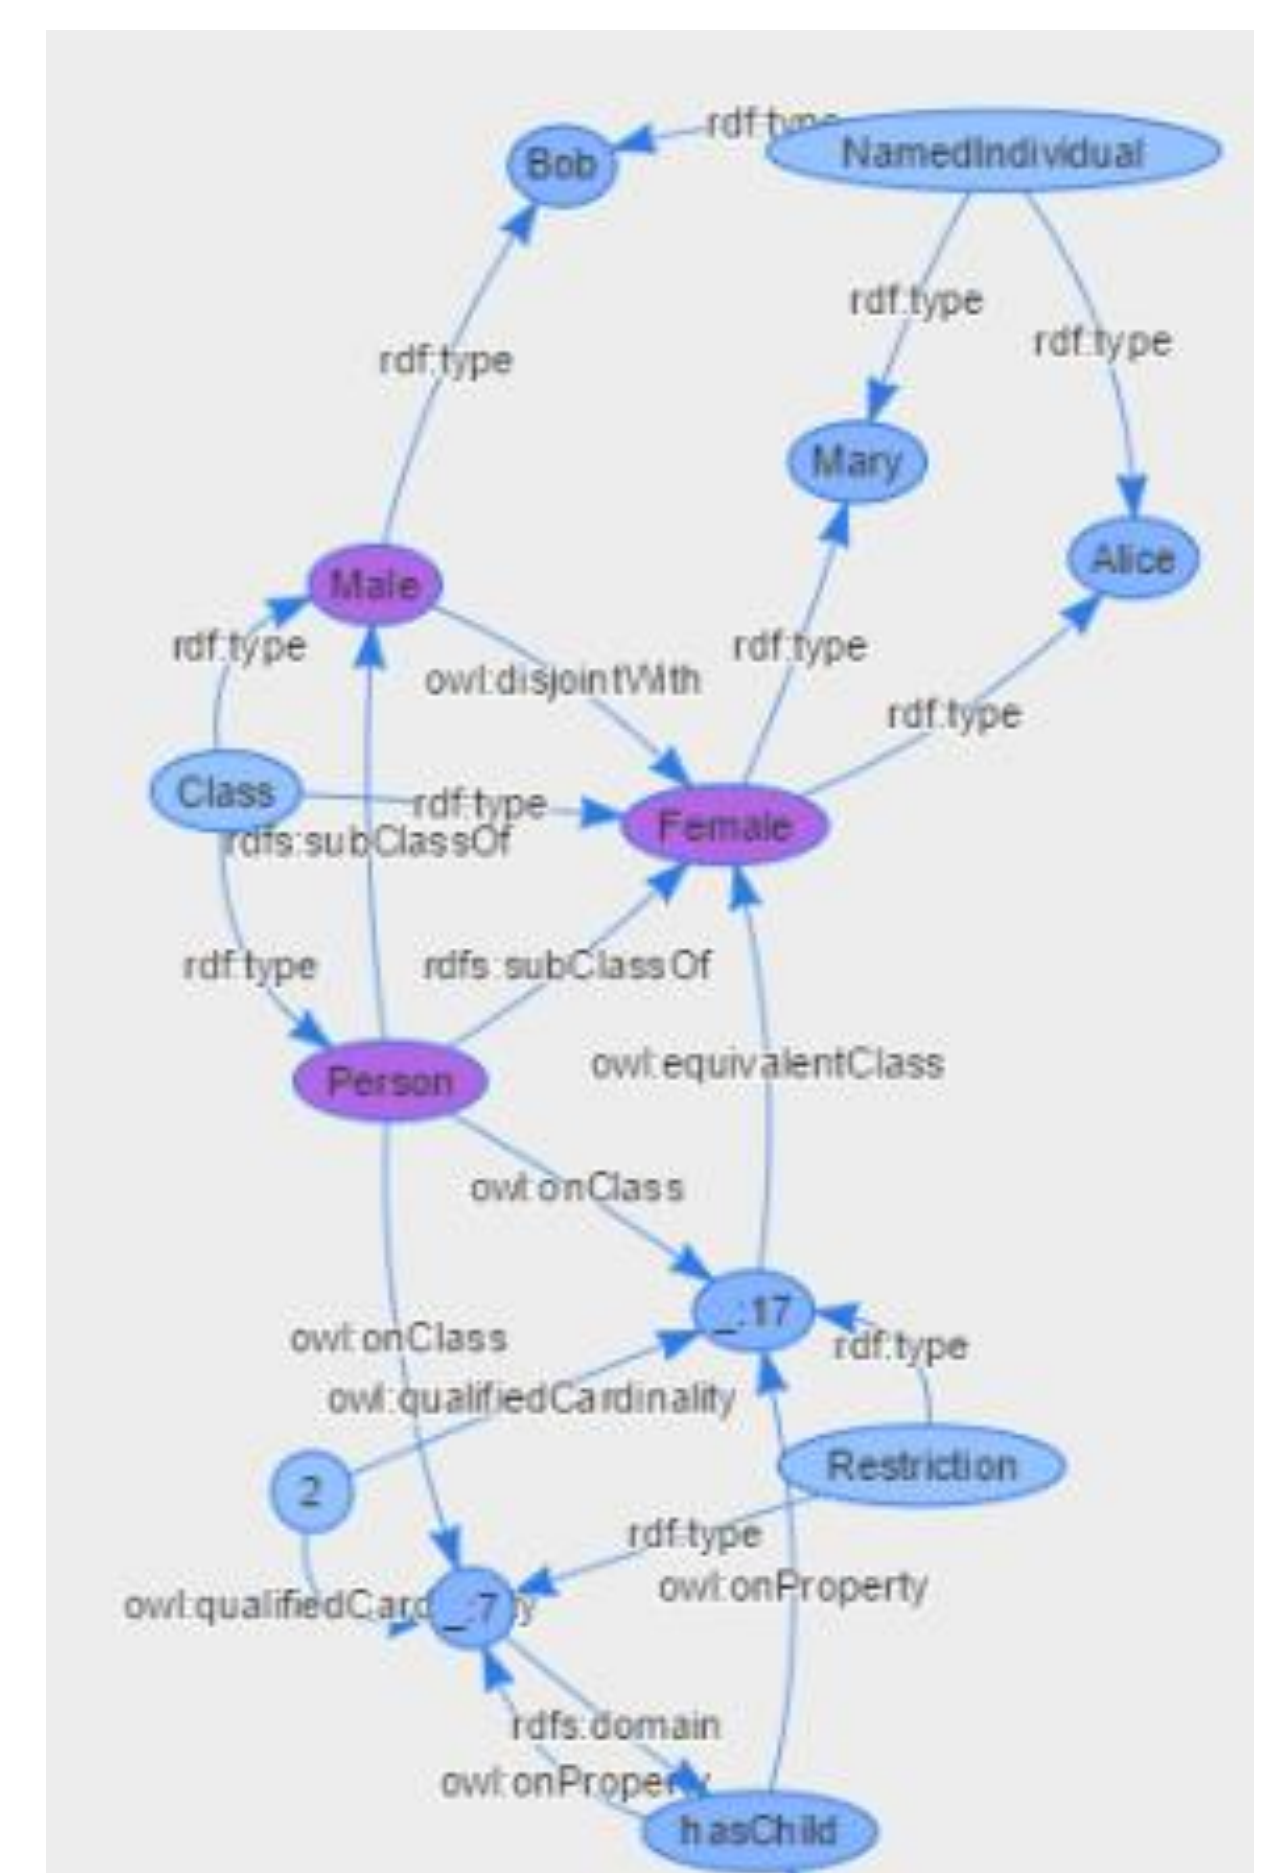 rdf:type
NamedIndividual
Bob
rdf:type
rdf:type
rdf:type
Mary
Alice
Male
rdf:type
rdf:type
owl:disjointWith
rdf:type
Class
rdf:type
Female
rdfs:subClassOf
rdf:type
rdfs:subClassOf
owl:equivalentClass
Person
owl:onClass
_:17
owl:onClass
rdf:type
owl:qualifiedCardinality
Restriction
2
rdf:type
owl:onProperty
owl:qualifiedCardinality
_:7
rdfs:domain
owl:onProperty
hasChild